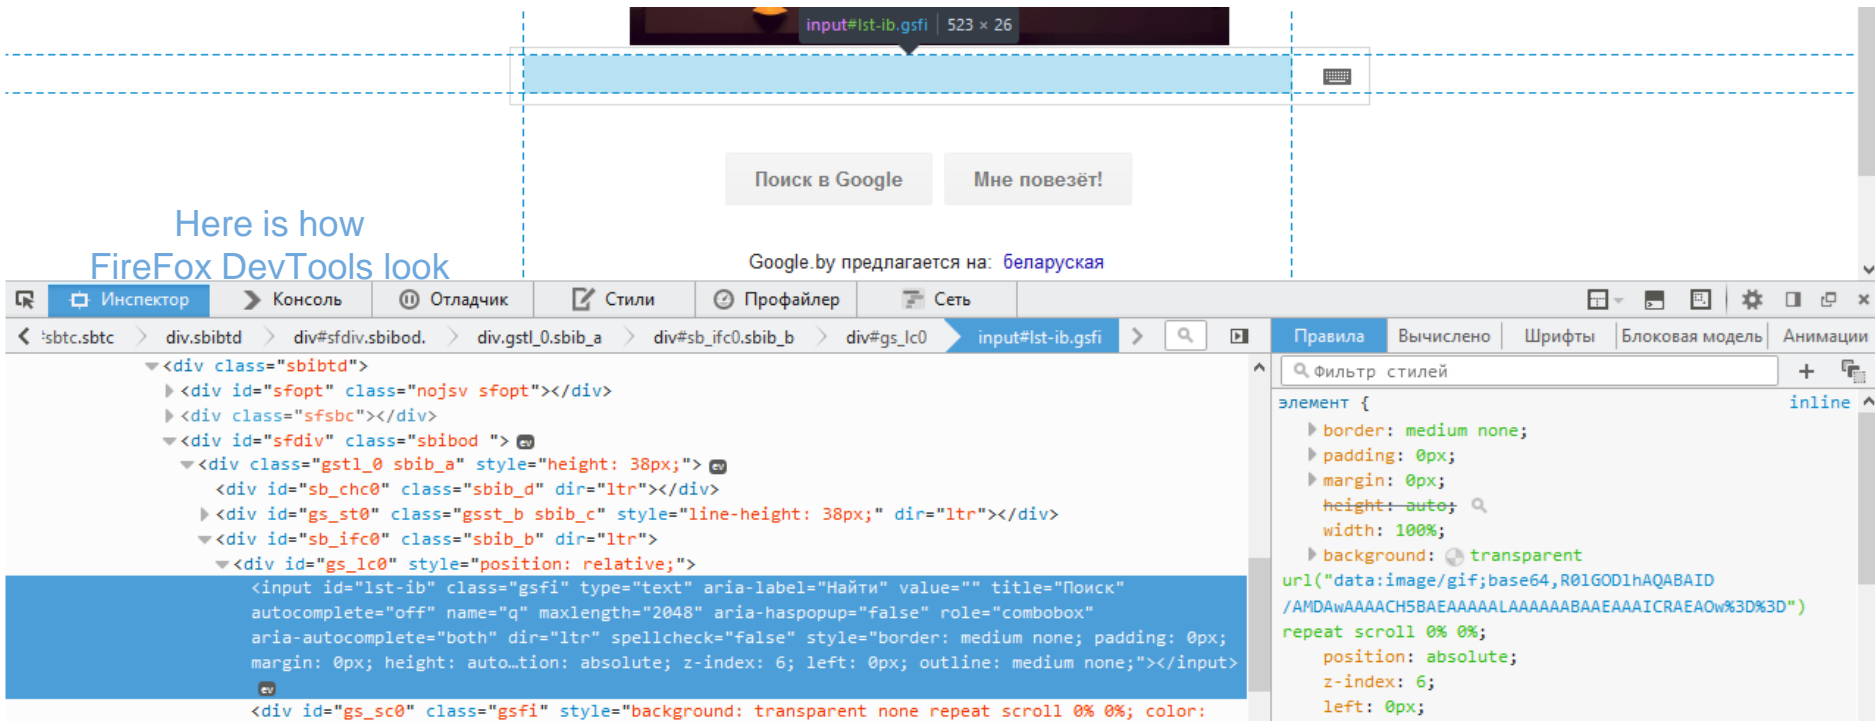 input#lst-ib.gsfi | 523 × 26
Поиск в Google Мне повезёт!
Here is how
FireFox DevTools look
Google.by предлагается на: беларуская
Инспектор Консоль Отладчик Стили Профайлер Сеть
sbtc.sbtc div.sbibtd div#sfdiv.sbibod. div.gstl_0.sbib_a div#sb_ifc0.sbib_b div#gs_lc0 input#lst-ib.gsfi
Правила Вычислено Шрифты Блоковая модель Анимации
<div class="sbibtd">
<div id="sfopt" class="nojsv sfopt"></div>
<div class="sfsbc"></div>
<div id="sfdiv" class="sbibod "> ev
<div class="gstl_0 sbib_a" style="height: 38px;"> ev
<div id="sb_chc0" class="sbib_d" dir="ltr"></div>
<div id="gs_st0" class="gsst_b sbib_c" style="line-height: 38px;" dir="ltr"></div>
<div id="sb_ifc0" class="sbib_b" dir="ltr">
<div id="gs_lc0" style="position: relative;">
<input id="lst-ib" class="gsfi" type="text" aria-label="Найти" value="" title="Поиск"
autocomplete="off" name="q" maxlength="2048" aria-haspopup="false" role="combobox"
aria-autocomplete="both" dir="ltr" spellcheck="false" style="border: medium none; padding: 0px;
margin: 0px; height: auto…tion: absolute; z-index: 6; left: 0px; outline: medium none;"></input>
ev
<div id="gs_sc0" class="gsfi" style="background: transparent none repeat scroll 0% 0%; color:
Фильтр стилей
элемент { inline
border: medium none;
padding: 0px;
margin: 0px;
height: auto;
width: 100%;
background: transparent
url("data:image/gif;base64,R0lGODlhAQABAID
/AMDAwAAAACH5BAEAAAAALAAAAAABAAEAAAICRAEAOw%3D%3D")
repeat scroll 0% 0%;
position: absolute;
z-index: 6;
left: 0px;